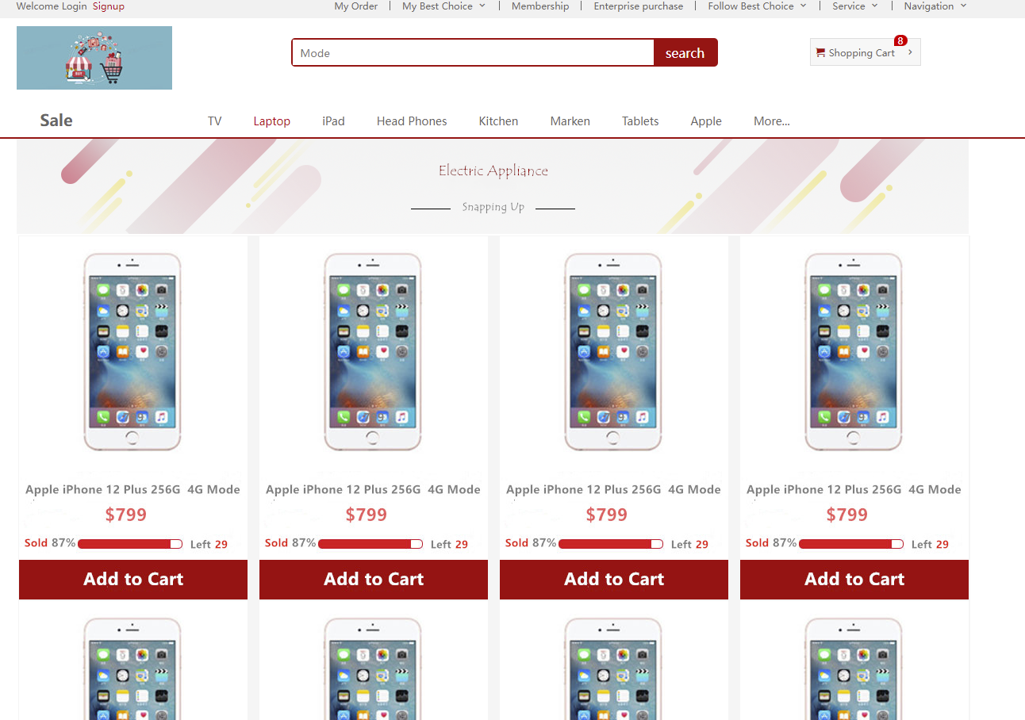 Welcome Login Signup
My Order | My Best Choice | Membership | Enterprise purchase | Follow Best Choice | Service | Navigation
Mode
search
Shopping Cart 8 >
Sale
TV Laptop iPad Head Phones Kitchen Marken Tablets Apple More...
Electric Appliance
Snapping Up
Apple iPhone 12 Plus 256G 4G Mode
$799
Sold 87% Left 29
Add to Cart
Apple iPhone 12 Plus 256G 4G Mode
$799
Sold 87% Left 29
Add to Cart
Apple iPhone 12 Plus 256G 4G Mode
$799
Sold 87% Left 29
Add to Cart
Apple iPhone 12 Plus 256G 4G Mode
$799
Sold 87% Left 29
Add to Cart